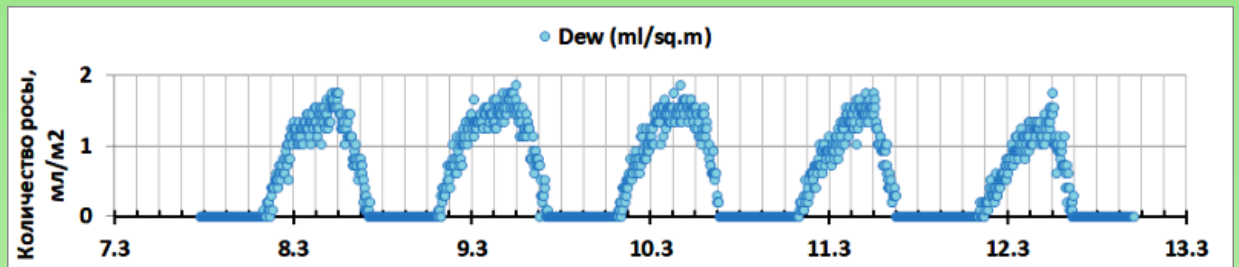 Dew (ml/sq.m)
Количество росы,
мл/м2
2
1
0
7.3 8.3 9.3 10.3 11.3 12.3 13.3